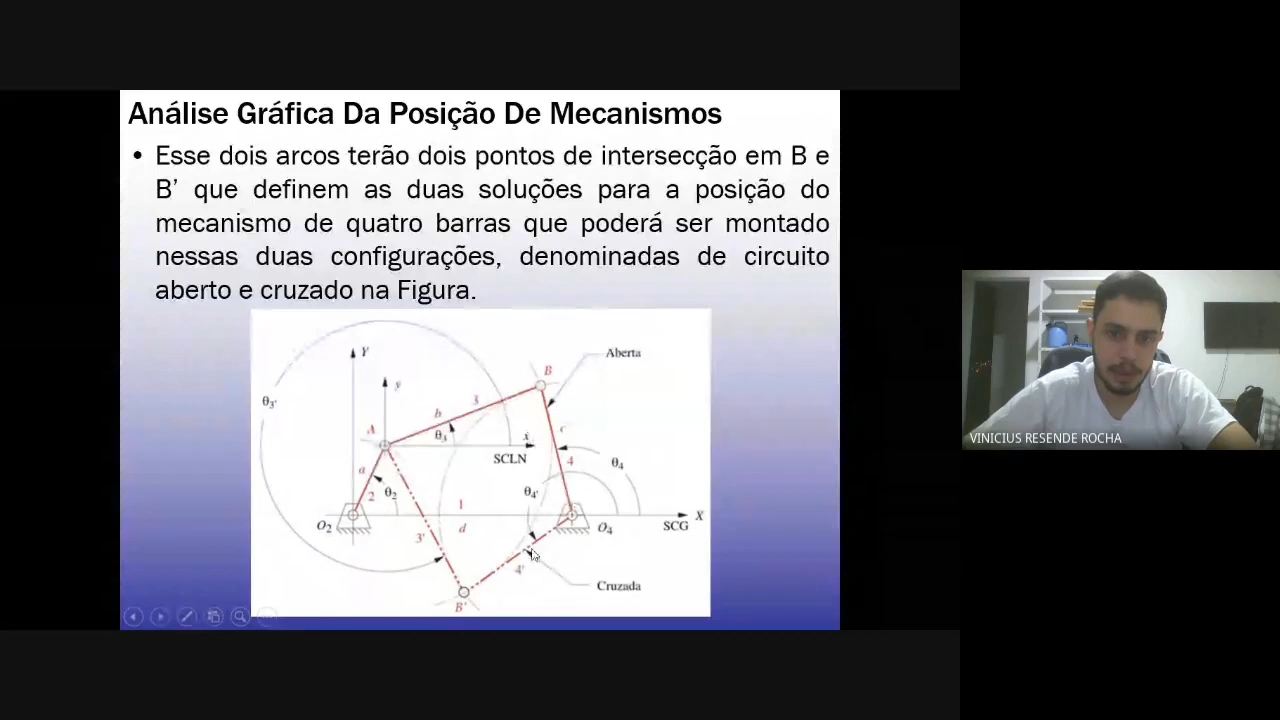 Análise Gráfica Da Posição De Mecanismos
• Esse dois arcos terão dois pontos de intersecção em B e
B’ que definem as duas soluções para a posição do
mecanismo de quatro barras que poderá ser montado
nessas duas configurações, denominadas de circuito
aberto e cruzado na Figura.
Y
Aberta
B
y
θ3'
b
3
A
θ3
x
c
SCLN
4
θ4
a
2
θ2
θ4'
1
O2
d
O4
X
SCG
3'
4'
Cruzada
B'
VINICIUS RESENDE ROCHA